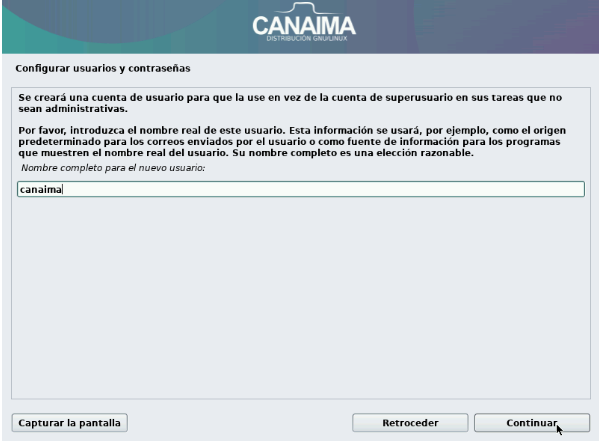 CANAIMA
DISTRIBUCIÓN GNU/LINUX
Configurar usuarios y contraseñas
Se creará una cuenta de usuario para que la use en vez de la cuenta de superusuario en sus tareas que no
sean administrativas.
Por favor, introduzca el nombre real de este usuario. Esta información se usará, por ejemplo, como el origen
predeterminado para los correos enviados por el usuario o como fuente de información para los programas
que muestren el nombre real del usuario. Su nombre completo es una elección razonable.
Nombre completo para el nuevo usuario:
canaima
Capturar la pantalla
Retroceder
Continuar